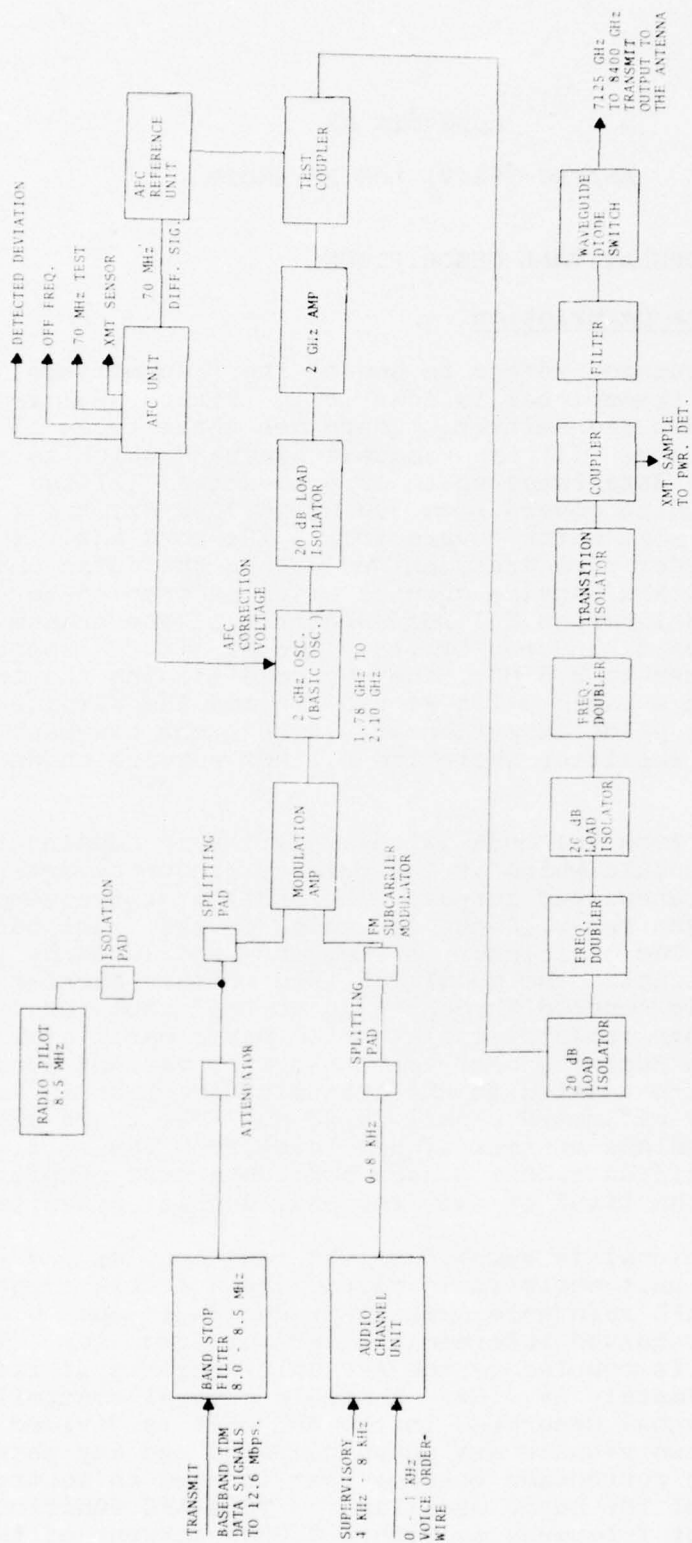 TRANSMIT
BASEBAND TDM
DATA SIGNALS
TO 12.6 Mbps.
BAND STOP
FILTER
8.0 - 8.5 MHz
ATTENUATOR
RADIO PILOT
8.5 MHz
ISOLATION
PAD
SPLITTING
PAD
SUPERVISORY
4 KHz - 8 KHz
0 - 1 KHz
VOICE ORDER-
WIRE
AUDIO
CHANNEL
UNIT
0-8 KHz
SPLITTING
PAD
FM
SUBCARRIER
MODULATOR
MODULATION
AMP
2 GHz OSC.
(BASIC OSC.)
1.78 GHz TO
2.10 GHz
AFC
CORRECTION
VOLTAGE
20 dB LOAD
ISOLATOR
2 GHz AMP
TEST
COUPLER
AFC UNIT
DETECTED DEVIATION
OFF FREQ.
70 MHz TEST
XMT SENSOR
70 MHz
DIFF. SIG.
AFC
REFERENCE
UNIT
20 dB
LOAD
ISOLATOR
FREQ.
DOUBLER
20 dB
LOAD
ISOLATOR
FREQ.
DOUBLER
TRANSITION
ISOLATOR
COUPLER
XMT SAMPLE
TO PWR. DET.
FILTER
WAVEGUIDE
DIODE
SWITCH
7125 GHz
TO 8400 GHz
TRANSMIT
OUTPUT TO
THE ANTENNA